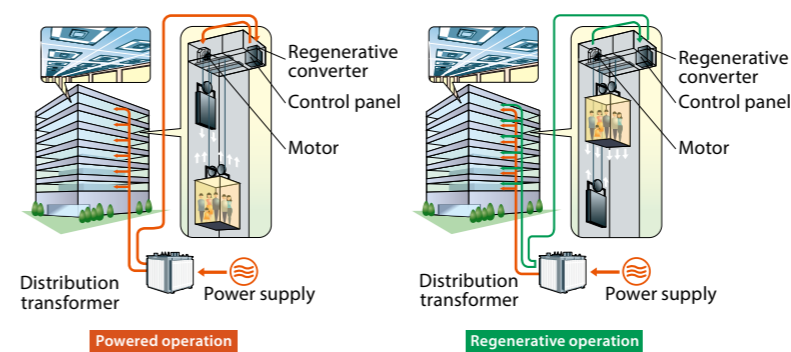 Regenerative
converter
Control panel
Motor
Distribution
transformer
Power supply
Powered operation
Regenerative
converter
Control panel
Motor
Distribution
transformer
Power supply
Regenerative operation